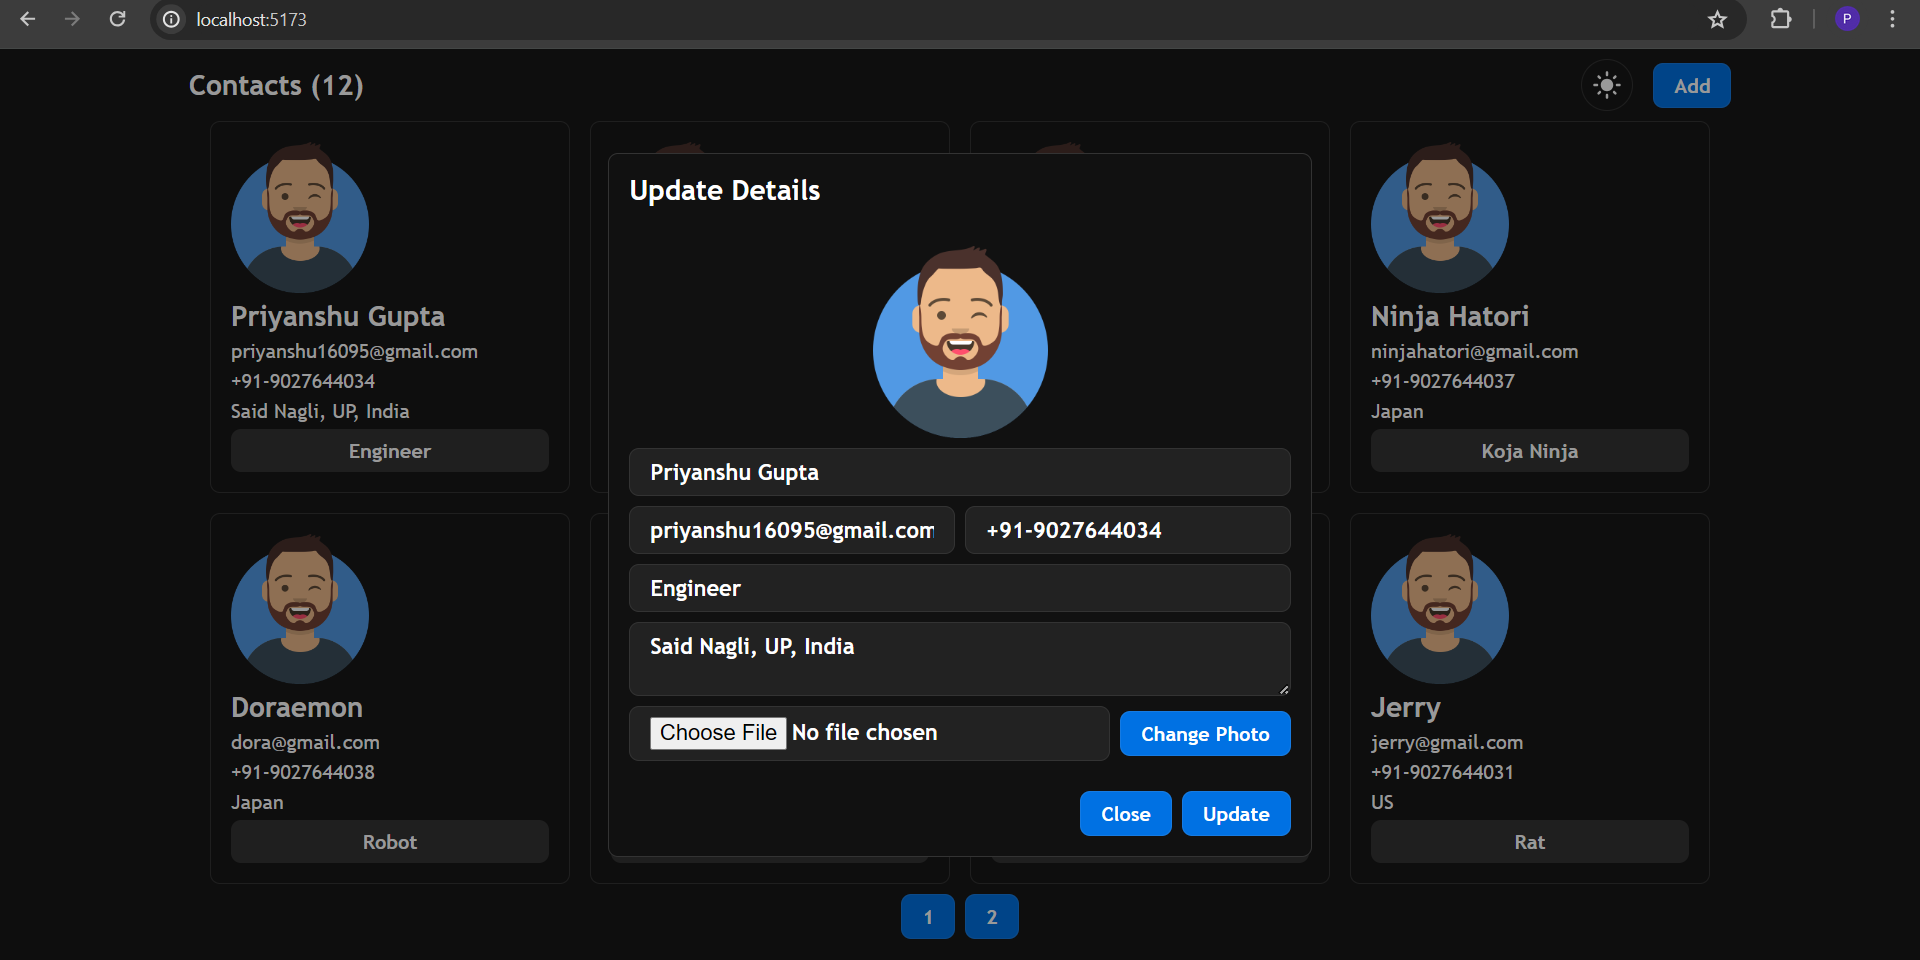 localhost:5173
P
Contacts (12)
Add
Priyanshu Gupta
priyanshu16095@gmail.com
+91-9027644034
Said Nagli, UP, India
Engineer
Update Details
Priyanshu Gupta
priyanshu16095@gmail.com
+91-9027644034
Engineer
Said Nagli, UP, India
Choose File No file chosen
Change Photo
Close
Update
Ninja Hatori
ninjahatori@gmail.com
+91-9027644037
Japan
Koja Ninja
Doraemon
dora@gmail.com
+91-9027644038
Japan
Robot
Jerry
jerry@gmail.com
+91-9027644031
US
Rat
1
2